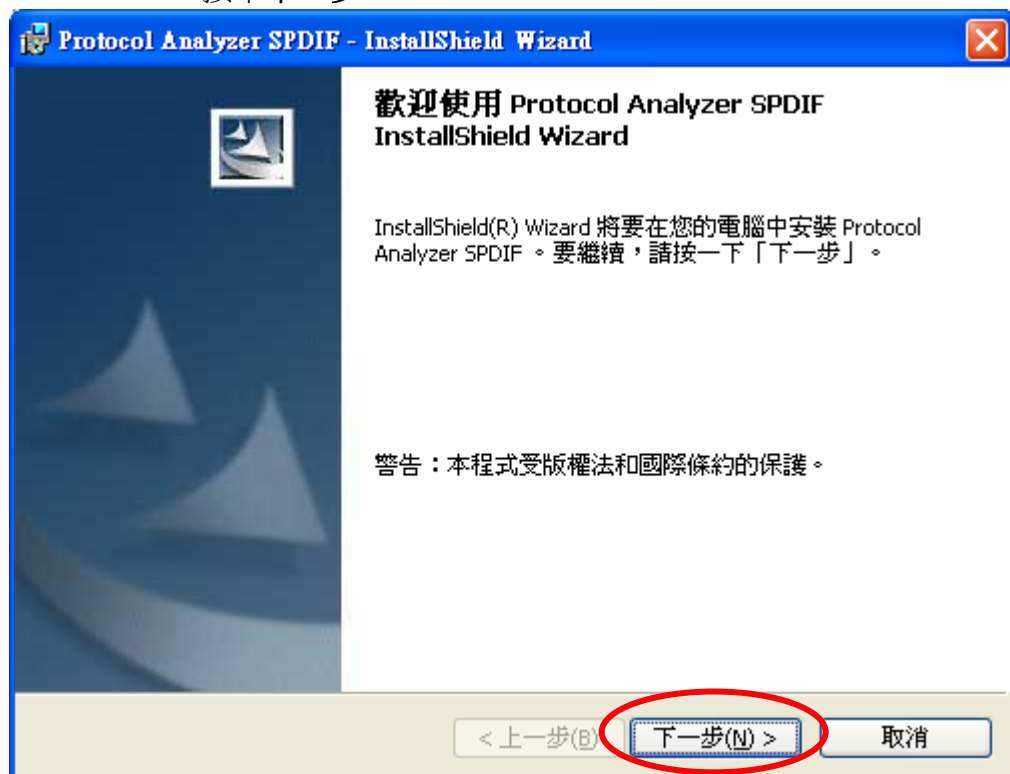 Protocol Analyzer SPDIF - InstallShield Wizard
歡迎使用 Protocol Analyzer SPDIF
InstallShield Wizard
InstallShield(R) Wizard 將要在您的電腦中安裝 Protocol
Analyzer SPDIF 。要繼續，請按一下「下一步」。
警告：本程式受版權法和國際條約的保護。
< 上一步(B) 下一步(N) > 取消